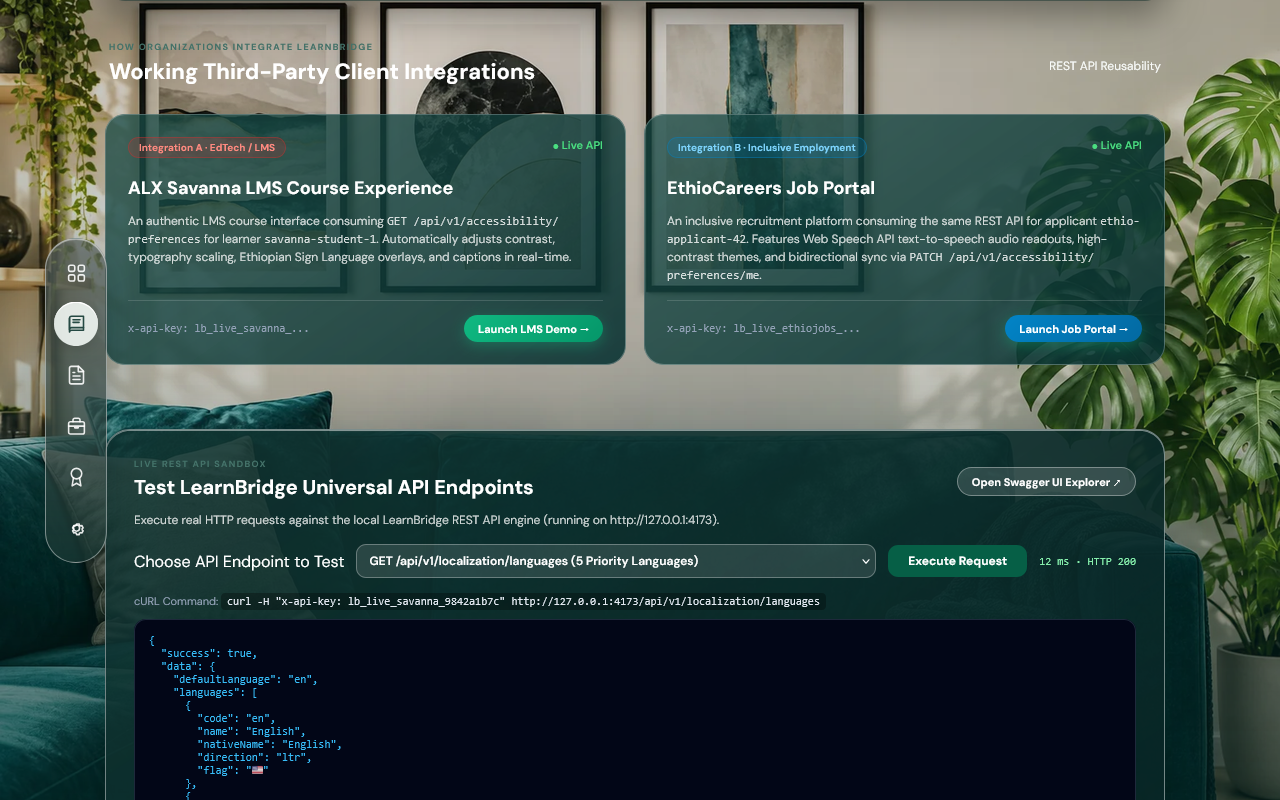 HOW ORGANIZATIONS INTEGRATE LEARNBRIDGE
Working Third-Party Client Integrations
REST API Reusability
Integration A · EdTech / LMS
● Live API
ALX Savanna LMS Course Experience
An authentic LMS course interface consuming GET /api/v1/accessibility/
preferences for learner savanna-student-1. Automatically adjusts contrast,
typography scaling, Ethiopian Sign Language overlays, and captions in real-time.
x-api-key: lb_live_savanna_...
Launch LMS Demo →
Integration B · Inclusive Employment
● Live API
EthioCareers Job Portal
An inclusive recruitment platform consuming the same REST API for applicant ethio-
applicant-42. Features Web Speech API text-to-speech audio readouts, high-
contrast themes, and bidirectional sync via PATCH /api/v1/accessibility/
preferences/me.
x-api-key: lb_live_ethiojobs_...
Launch Job Portal →
LIVE REST API SANDBOX
Test LearnBridge Universal API Endpoints
Open Swagger UI Explorer ↗
Execute real HTTP requests against the local LearnBridge REST API engine (running on http://127.0.0.1:4173).
Choose API Endpoint to Test
GET /api/v1/localization/languages (5 Priority Languages)
Execute Request
12 ms · HTTP 200
cURL Command: curl -H "x-api-key: lb_live_savanna_9842a1b7c" http://127.0.0.1:4173/api/v1/localization/languages
{
"success": true,
"data": {
"defaultLanguage": "en",
"languages": [
{
"code": "en",
"name": "English",
"nativeName": "English",
"direction": "ltr",
"flag": "🇺🇸"
},
{